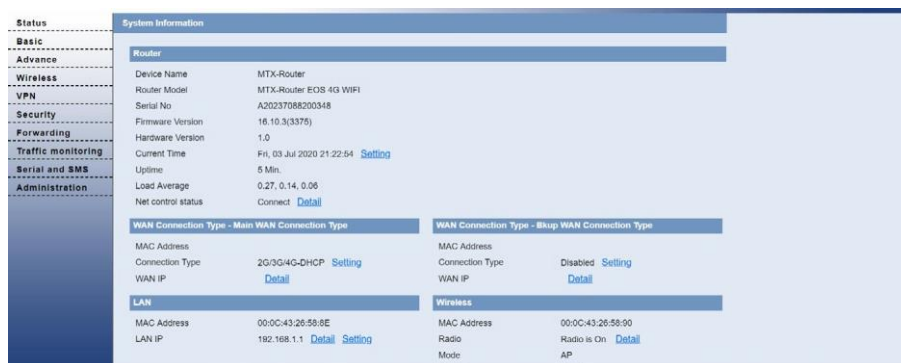 Status
Basic
Advance
Wireless
VPN
Security
Forwarding
Traffic monitoring
Serial and SMS
Administration
System Information
Router
Device Name MTX-Router
Router Model MTX-Router EOS 4G WIFI
Serial No A20237088200348
Firmware Version 16.10.3(3375)
Hardware Version 1.0
Current Time Fri, 03 Jul 2020 21:22:54 Setting
Uptime 5 Min.
Load Average 0.27, 0.14, 0.06
Net control status Connect Detail
WAN Connection Type - Main WAN Connection Type
MAC Address
Connection Type 2G/3G/4G-DHCP Setting
WAN IP Detail
WAN Connection Type - Bkup WAN Connection Type
MAC Address
Connection Type Disabled Setting
WAN IP Detail
LAN
MAC Address 00:0C:43:26:58:8E
LAN IP 192.168.1.1 Detail Setting
Wireless
MAC Address 00:0C:43:26:58:90
Radio Radio is On Detail
Mode AP